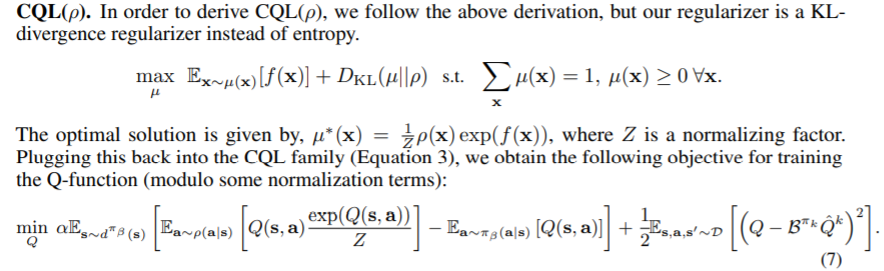 CQL(ρ). In order to derive CQL(ρ), we follow the above derivation, but our regularizer is a KL-
divergence regularizer instead of entropy.
max_μ E_{x∼μ(x)}[f(x)] + D_KL(μ||ρ) s.t. ∑_x μ(x) = 1, μ(x) ≥ 0 ∀x.
The optimal solution is given by, μ*(x) = 1/Z ρ(x) exp(f(x)), where Z is a normalizing factor.
Plugging this back into the CQL family (Equation 3), we obtain the following objective for training
the Q-function (modulo some normalization terms):
min_Q αE_{s∼d^{π_β}(s)} [E_{a∼ρ(a|s)} [Q(s, a) exp(Q(s, a))/Z] − E_{a∼π_β(a|s)} [Q(s, a)]] + 1/2 E_{s,a,s′∼D} [(Q − B^{π_k} Q̂^k)^2].
(7)